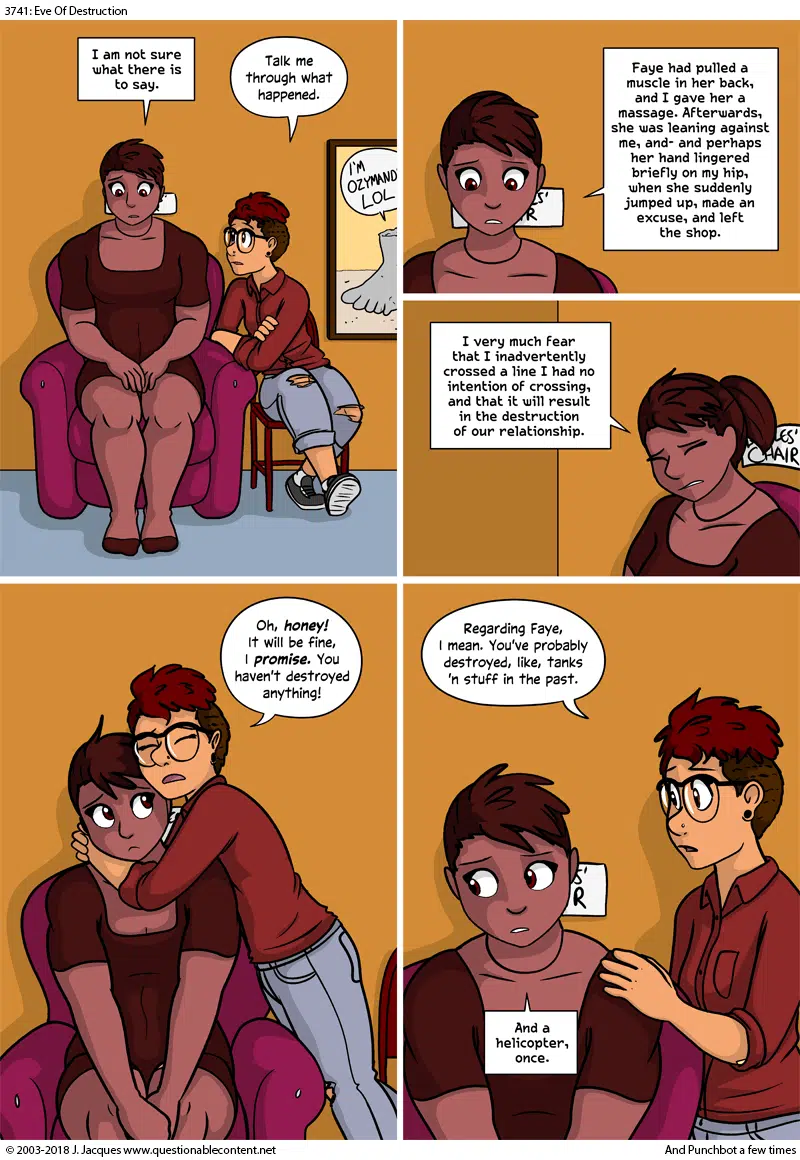 3741: Eve Of Destruction
I am not sure
what there is
to say.
Talk me
through what
happened.
I'M
OZYMAND
LOL
Faye had pulled a
muscle in her back,
and I gave her a
massage. Afterwards,
she was leaning against
me, and- and perhaps
her hand lingered
briefly on my hip,
when she suddenly
jumped up, made an
excuse, and left
the shop.
I very much fear
that I inadvertently
crossed a line I had no
intention of crossing,
and that it will result
in the destruction
of our relationship.
LES'
CHAIR
Oh, honey!
It will be fine,
I promise. You
haven't destroyed
anything!
Regarding Faye,
I mean. You've probably
destroyed, like, tanks
'n stuff in the past.
And a
helicopter,
once.
© 2003-2018 J. Jacques www.questionablecontent.net
And Punchbot a few times